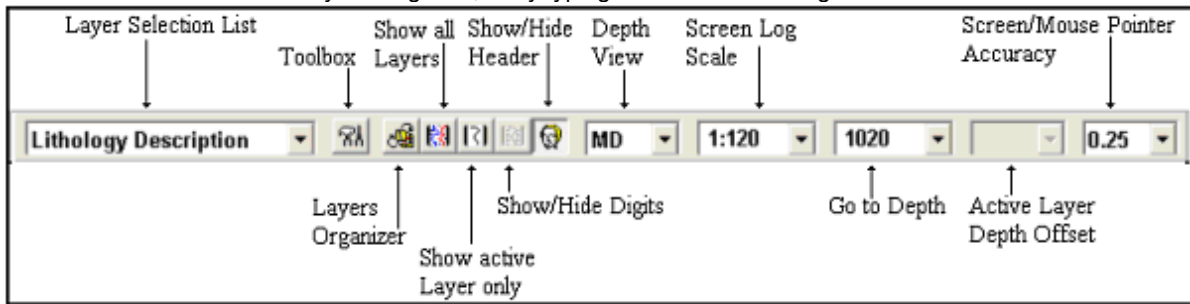 Layer Selection List
Toolbox
Show all
Layers
Show/Hide
Header
Depth
View
Screen Log
Scale
Screen/Mouse Pointer
Accuracy
Lithology Description
MD
1:120
1020
0.25
Layers
Organizer
Show active
Layer only
Show/Hide Digits
Go to Depth
Active Layer
Depth Offset